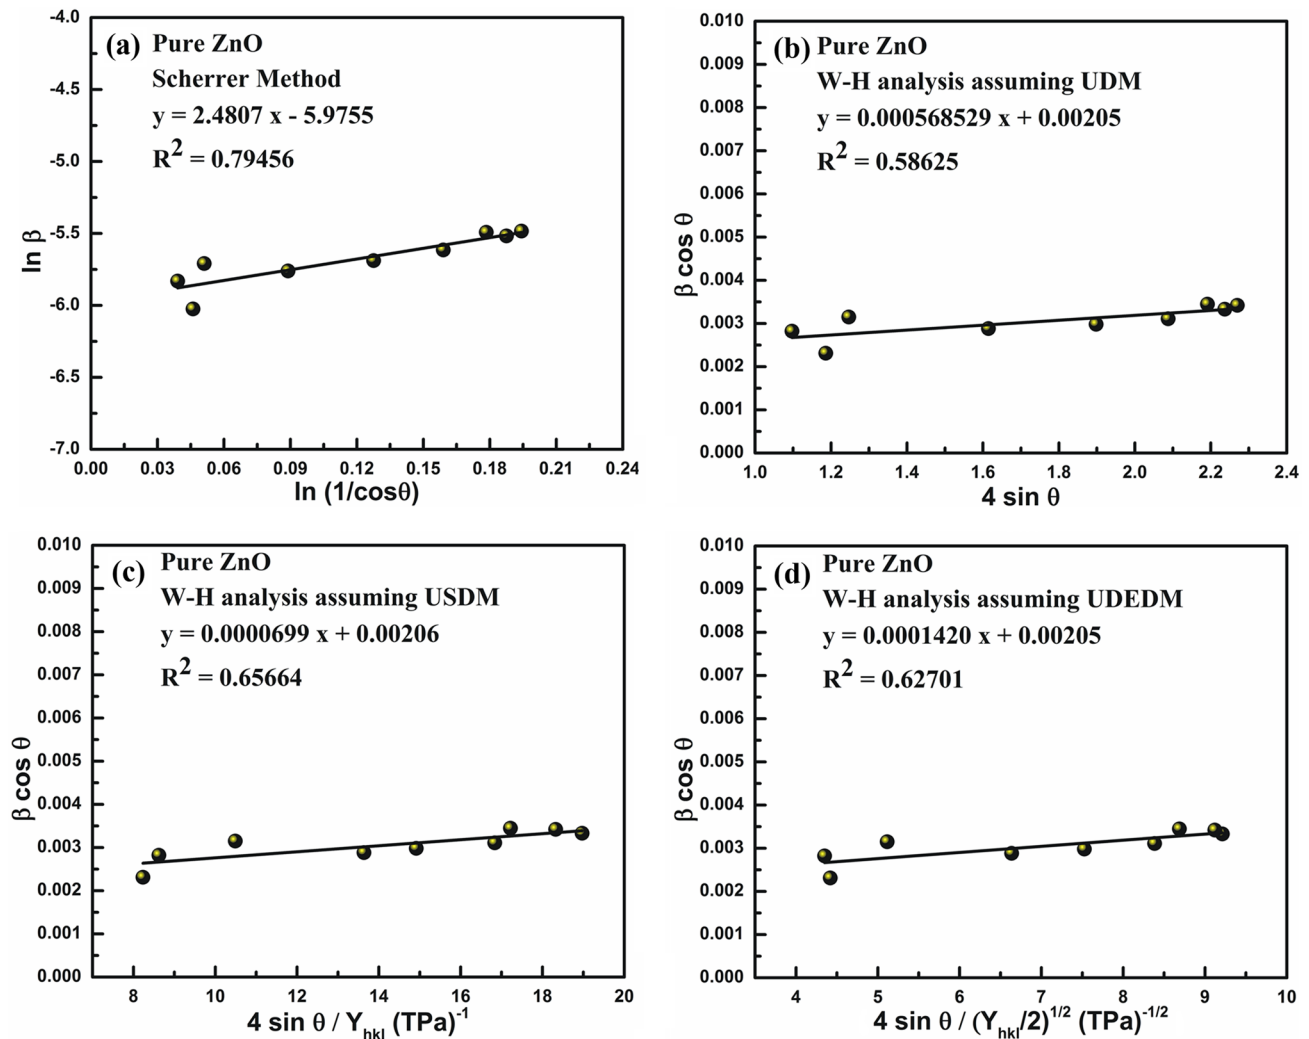 (a) Pure ZnO
Scherrer Method
y = 2.4807 x - 5.9755
R² = 0.79456
-4.0
-4.5
-5.0
-5.5
-6.0
-6.5
-7.0
ln β
0.00 0.03 0.06 0.09 0.12 0.15 0.18 0.21 0.24
ln (1/cosθ)
(b) Pure ZnO
W-H analysis assuming UDM
y = 0.000568529 x + 0.00205
R² = 0.58625
0.010
0.009
0.008
0.007
0.006
0.005
0.004
0.003
0.002
0.001
0.000
β cos θ
1.0 1.2 1.4 1.6 1.8 2.0 2.2 2.4
4 sin θ
(c) Pure ZnO
W-H analysis assuming USDM
y = 0.0000699 x + 0.00206
R² = 0.65664
0.010
0.009
0.008
0.007
0.006
0.005
0.004
0.003
0.002
0.001
0.000
β cos θ
8 10 12 14 16 18 20
4 sin θ / Yₕₖₗ (TPa)⁻¹
(d) Pure ZnO
W-H analysis assuming UDEDM
y = 0.0001420 x + 0.00205
R² = 0.62701
0.010
0.009
0.008
0.007
0.006
0.005
0.004
0.003
0.002
0.001
0.000
β cos θ
4 5 6 7 8 9 10
4 sin θ / (Yₕₖₗ/2)¹ᐟ² (TPa)⁻¹ᐟ²